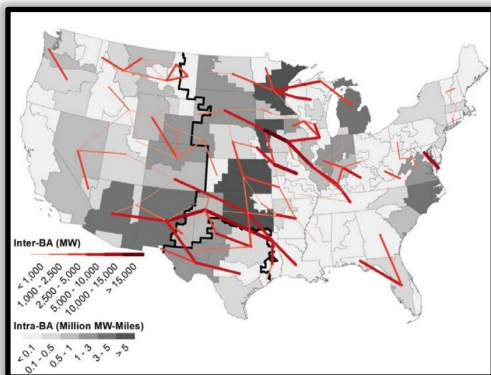 Inter-BA (MW)
< 1,000
1,000 - 2,500
2,500 - 5,000
5,000 - 10,000
10,000 - 15,000
> 15,000
Intra-BA (Million MW-Miles)
< 0.1
0.1 - 0.5
0.5 - 1
1 - 3
3 - 5
> 5